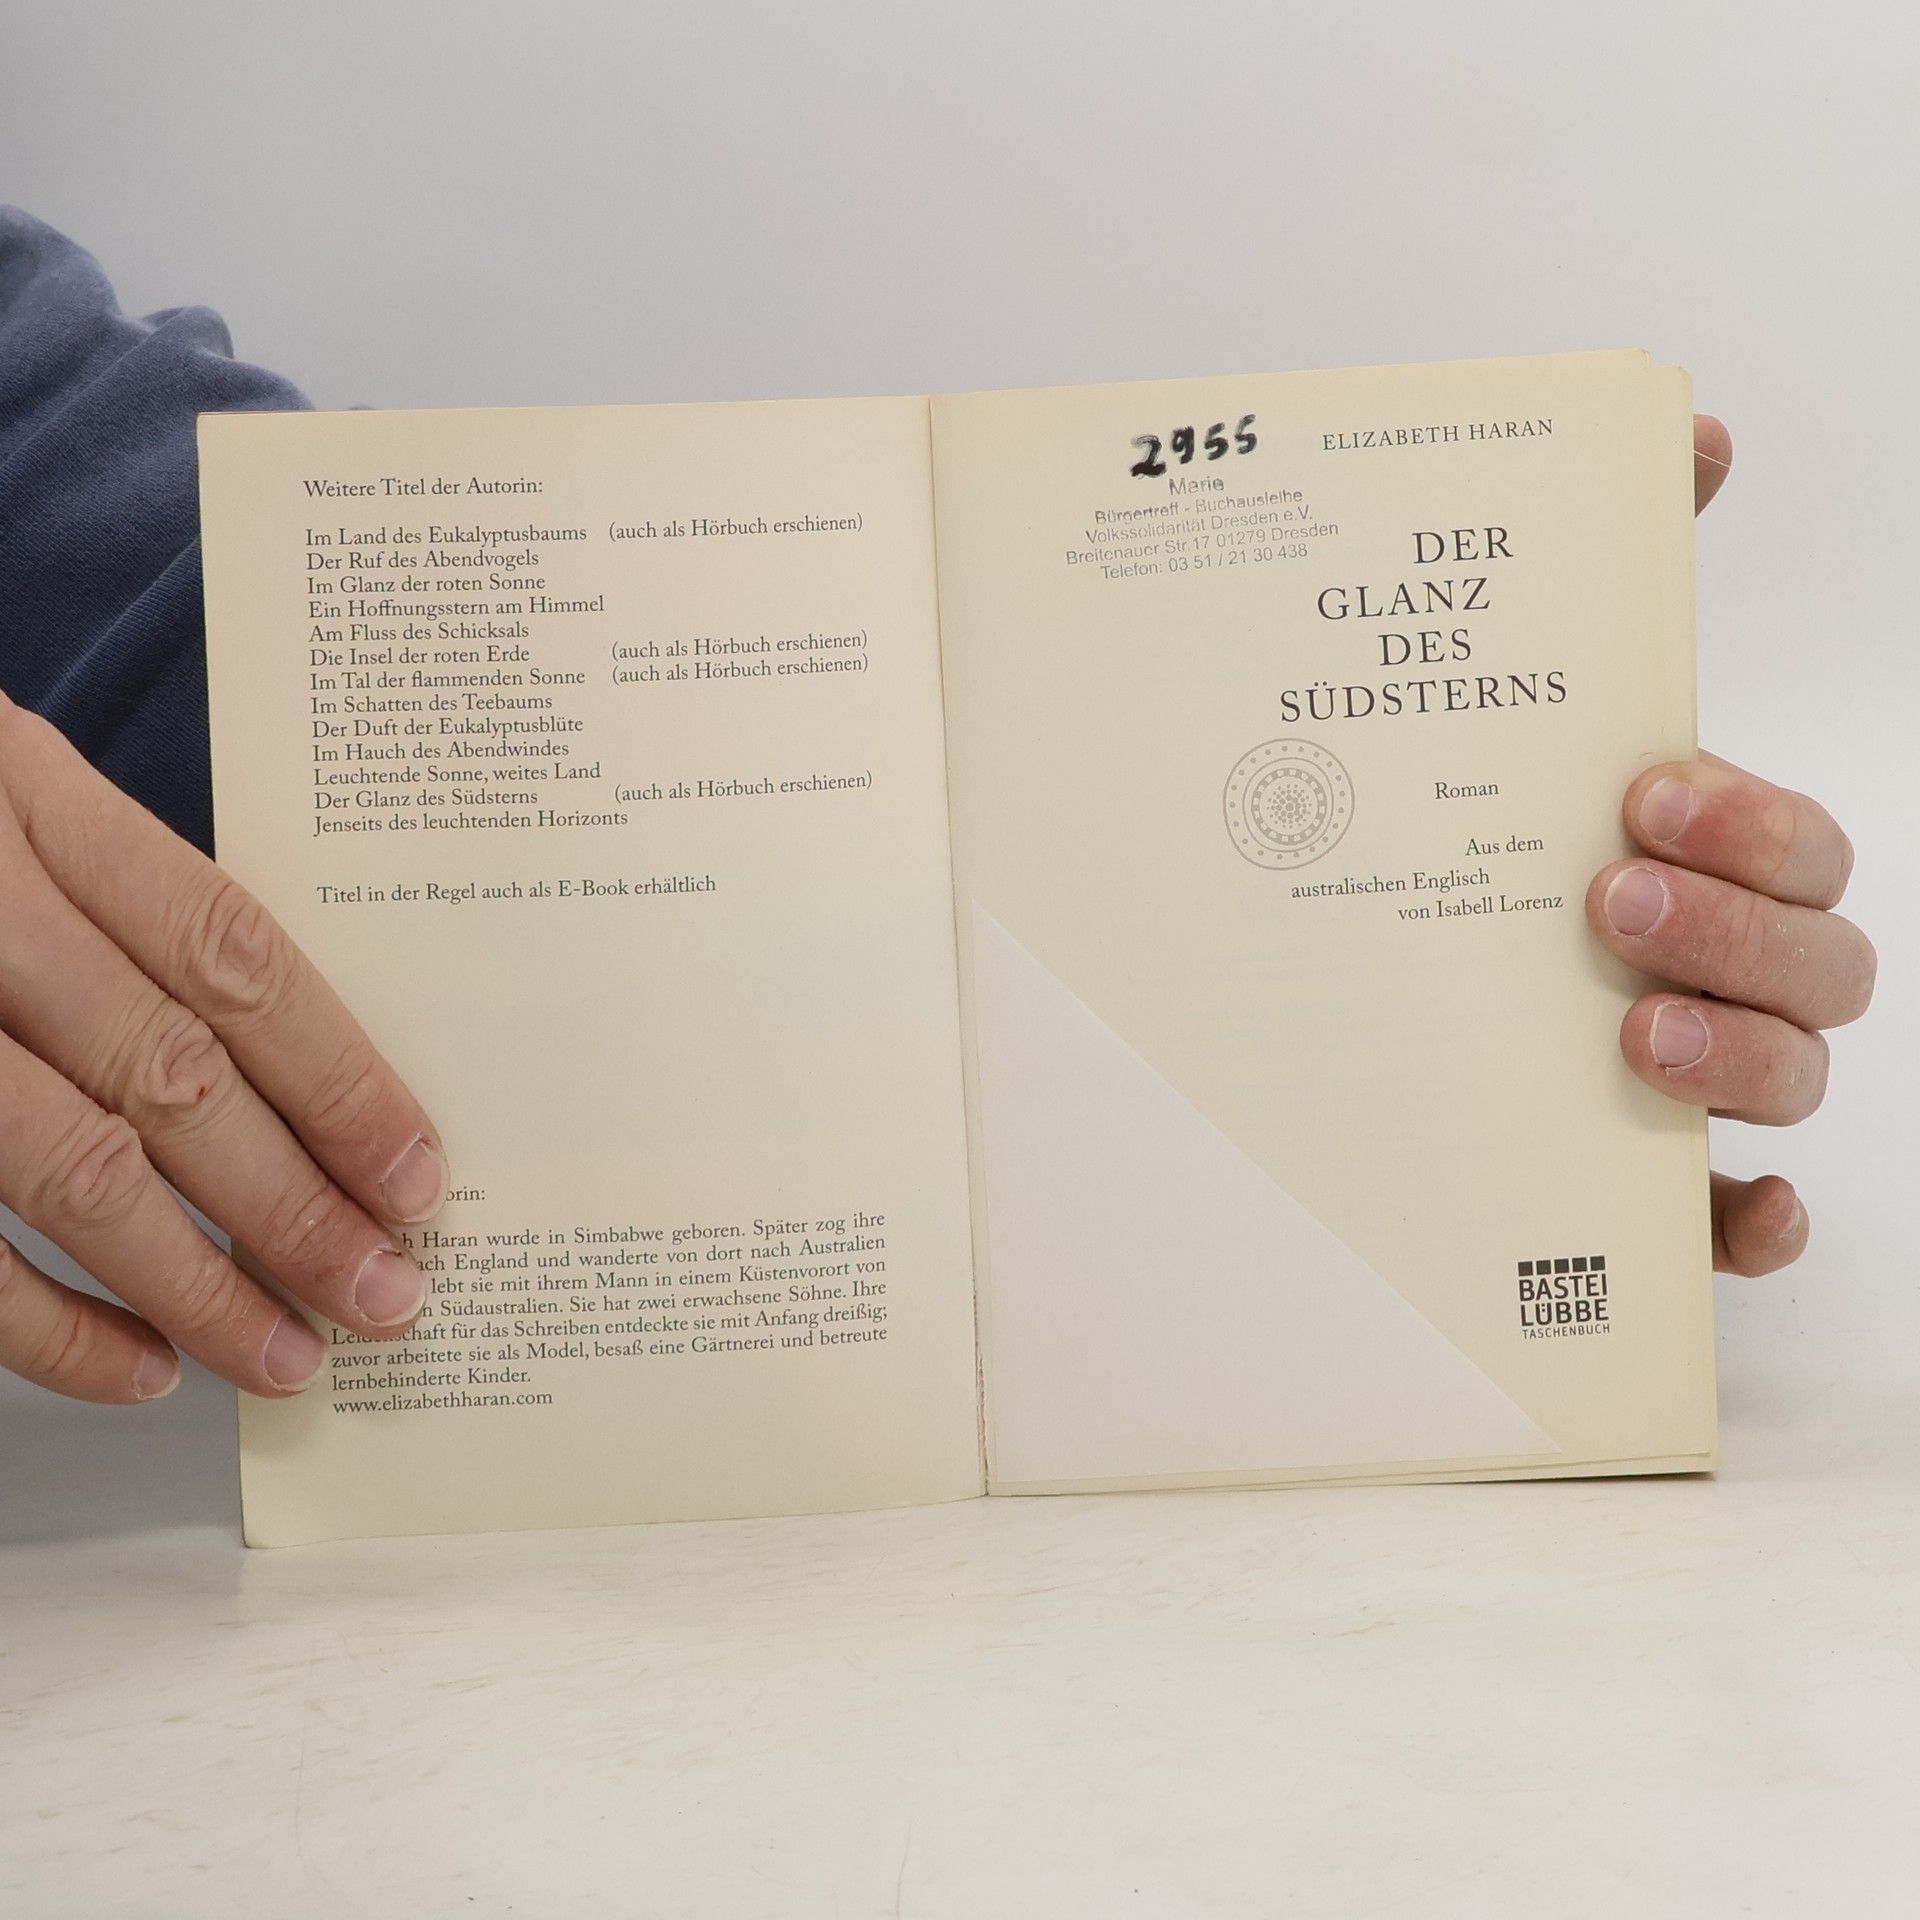 Weitere Titel der Autorin:
Im Land des Eukalyptusbaums (auch als Hörbuch erschienen)
Der Ruf des Abendvogels
Im Glanz der roten Sonne
Ein Hoffnungsstern am Himmel
Am Fluss des Schicksals
Die Insel der roten Erde (auch als Hörbuch erschienen)
Im Tal der flammenden Sonne (auch als Hörbuch erschienen)
Im Schatten des Teebaums
Der Duft der Eukalyptusblüte
Im Hauch des Abendwindes
Leuchtende Sonne, weites Land
Der Glanz des Südsterns (auch als Hörbuch erschienen)
Jenseits des leuchtenden Horizonts
Titel in der Regel auch als E-Book erhältlich
orin:
h Haran wurde in Simbabwe geboren. Später zog ihre
ach England und wanderte von dort nach Australien
lebt sie mit ihrem Mann in einem Küstenvorort von
n Südaustralien. Sie hat zwei erwachsene Söhne. Ihre
Leidenschaft für das Schreiben entdeckte sie mit Anfang dreißig;
zuvor arbeitete sie als Model, besaß eine Gärtnerei und betreute
lernbehinderte Kinder.
www.elizabethharan.com
2955
Marie
Bürgertreff - Buchausleihe
Volkssolidarität Dresden e.V.
Breitenauer Str.17 01279 Dresden
Telefon: 03 51 / 21 30 438
ELIZABETH HARAN
DER
GLANZ
DES
SÜDSTERNS
Roman
Aus dem
australischen Englisch
von Isabell Lorenz
BASTEI
LÜBBE
TASCHENBUCH